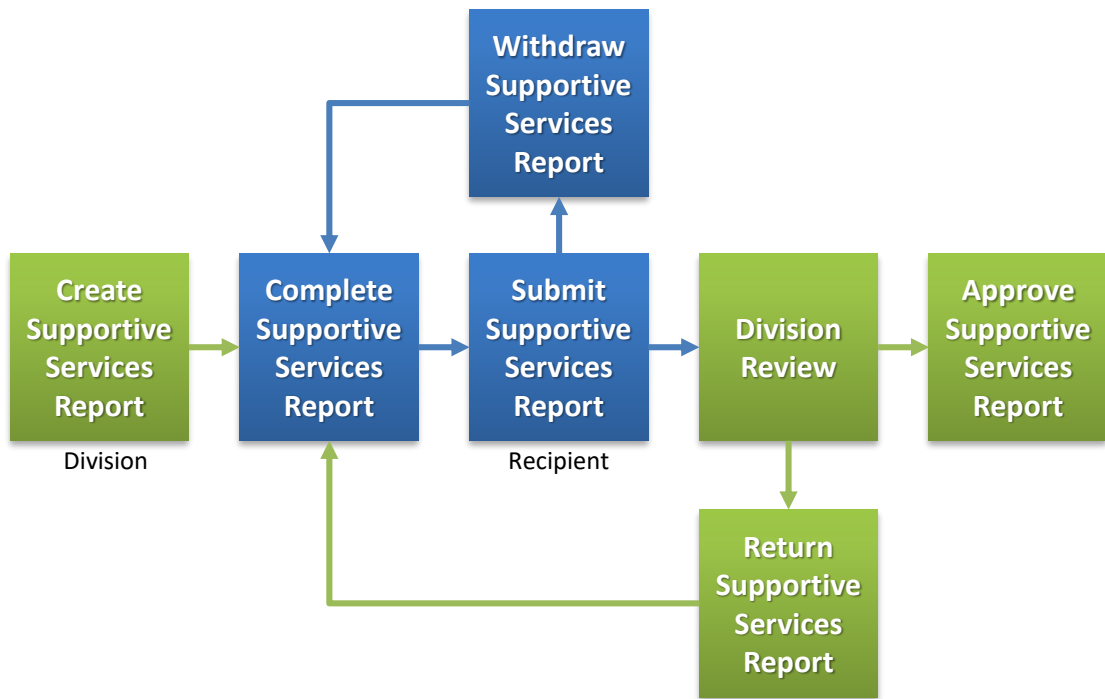 Withdraw
Supportive
Services
Report
Create
Supportive
Services
Report
Complete
Supportive
Services
Report
Submit
Supportive
Services
Report
Division
Review
Approve
Supportive
Services
Report
Division
Recipient
Return
Supportive
Services
Report